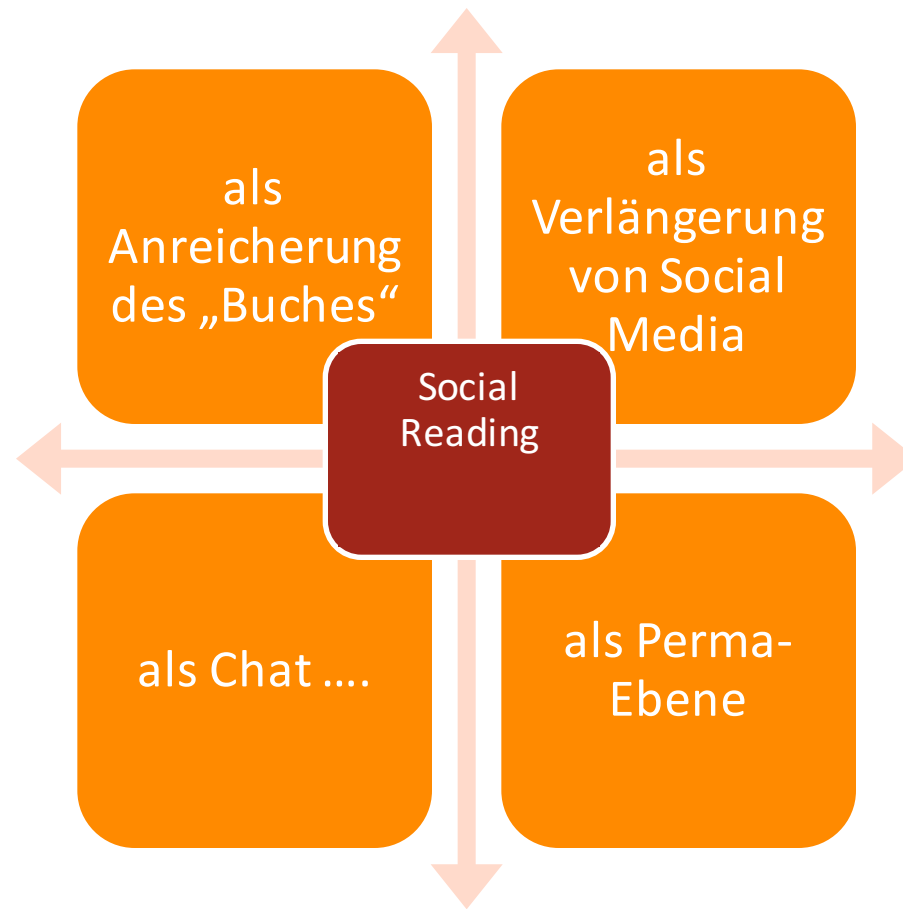 als
Anreicherung
des „Buches“
als
Verlängerung
von Social
Media
Social
Reading
als Chat ….
als Perma-
Ebene